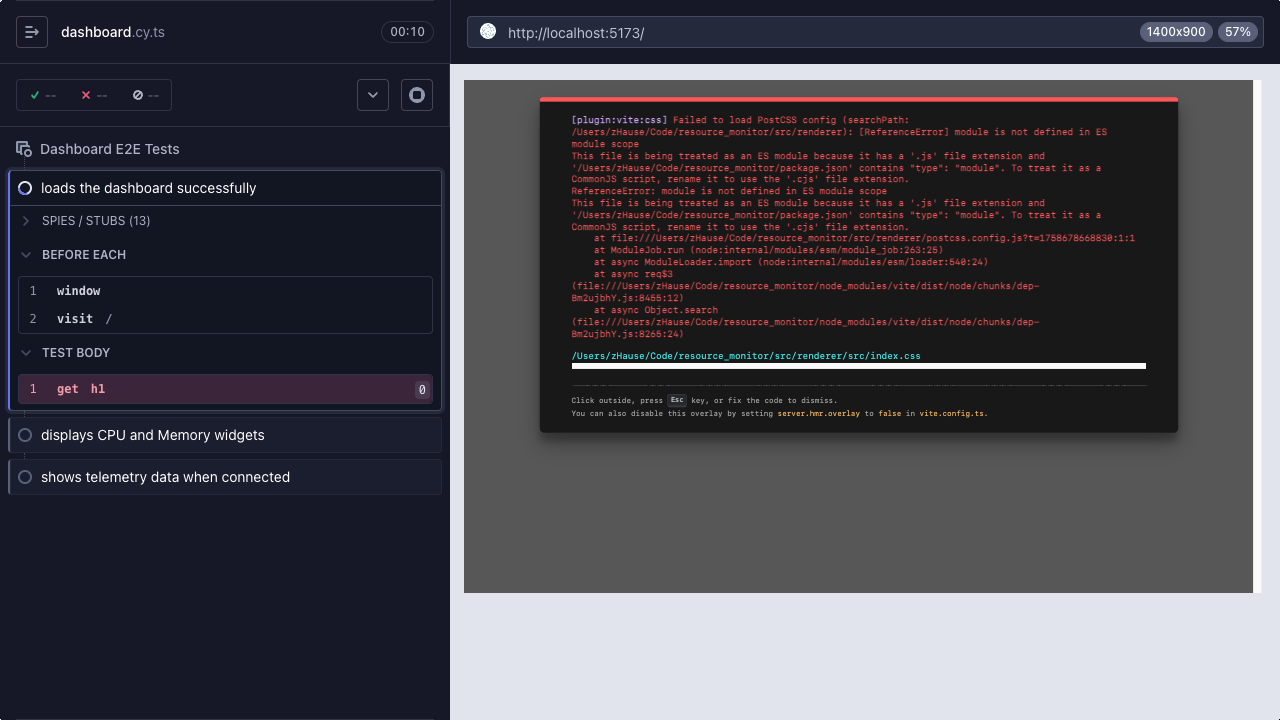 dashboard.cy.ts
00:10
-- -- --
Dashboard E2E Tests
loads the dashboard successfully
SPIES / STUBS (13)
BEFORE EACH
1 window
2 visit /
TEST BODY
1 get h1 0
displays CPU and Memory widgets
shows telemetry data when connected
http://localhost:5173/
1400x900 57%
[plugin:vite:css] Failed to load PostCSS config (searchPath:
/Users/zHause/Code/resource_monitor/src/renderer): [ReferenceError] module is not defined in ES
module scope
This file is being treated as an ES module because it has a '.js' file extension and
'/Users/zHause/Code/resource_monitor/package.json' contains "type": "module". To treat it as a
CommonJS script, rename it to use the '.cjs' file extension.
ReferenceError: module is not defined in ES module scope
This file is being treated as an ES module because it has a '.js' file extension and
'/Users/zHause/Code/resource_monitor/package.json' contains "type": "module". To treat it as a
CommonJS script, rename it to use the '.cjs' file extension.
at file:///Users/zHause/Code/resource_monitor/src/renderer/postcss.config.js?t=1758678668830:1:1
at ModuleJob.run (node:internal/modules/esm/module_job:263:25)
at async ModuleLoader.import (node:internal/modules/esm/loader:540:24)
at async req$3
(file:///Users/zHause/Code/resource_monitor/node_modules/vite/dist/node/chunks/dep-
Bm2ujbhY.js:8455:12)
at async Object.search
(file:///Users/zHause/Code/resource_monitor/node_modules/vite/dist/node/chunks/dep-
Bm2ujbhY.js:8265:24)
/Users/zHause/Code/resource_monitor/src/renderer/src/index.css
Click outside, press Esc key, or fix the code to dismiss.
You can also disable this overlay by setting server.hmr.overlay to false in vite.config.ts.